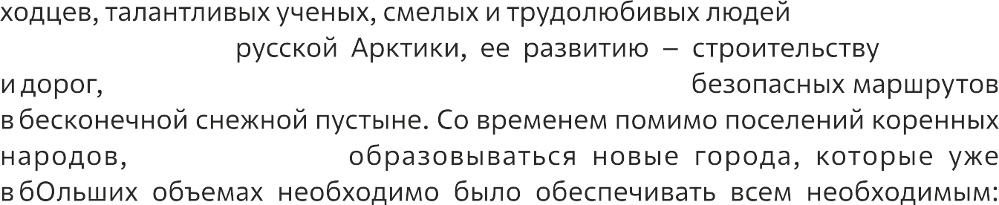 ходцев, талантливых ученых, смелых и трудолюбивых людей
русской Арктики, ее развитию – строительству
и дорог, безопасных маршрутов
в бесконечной снежной пустыне. Со временем помимо поселений коренных
народов, образовываться новые города, которые уже
в бОльших объемах необходимо было обеспечивать всем необходимым: